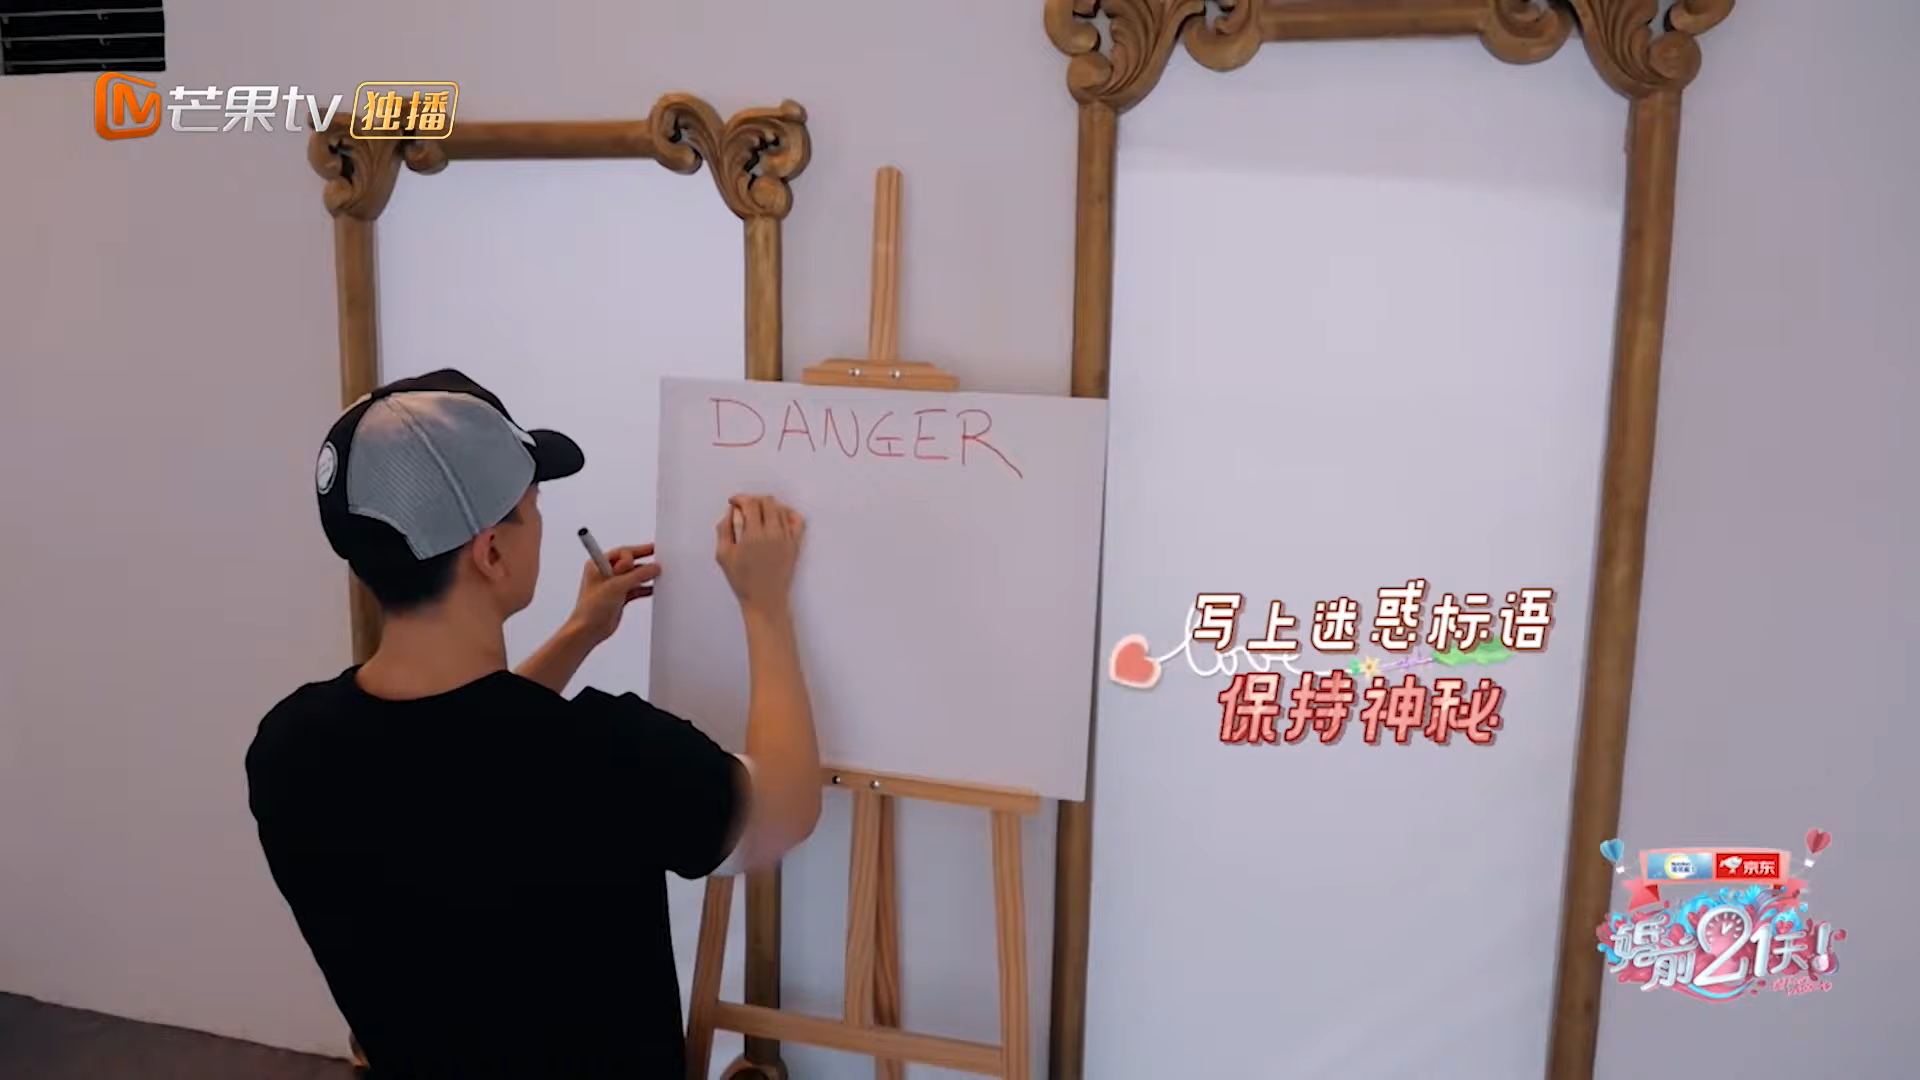 芒果tv 独播
DANGER
写上迷惑标语
love
保持神秘
京东
婚前21天!